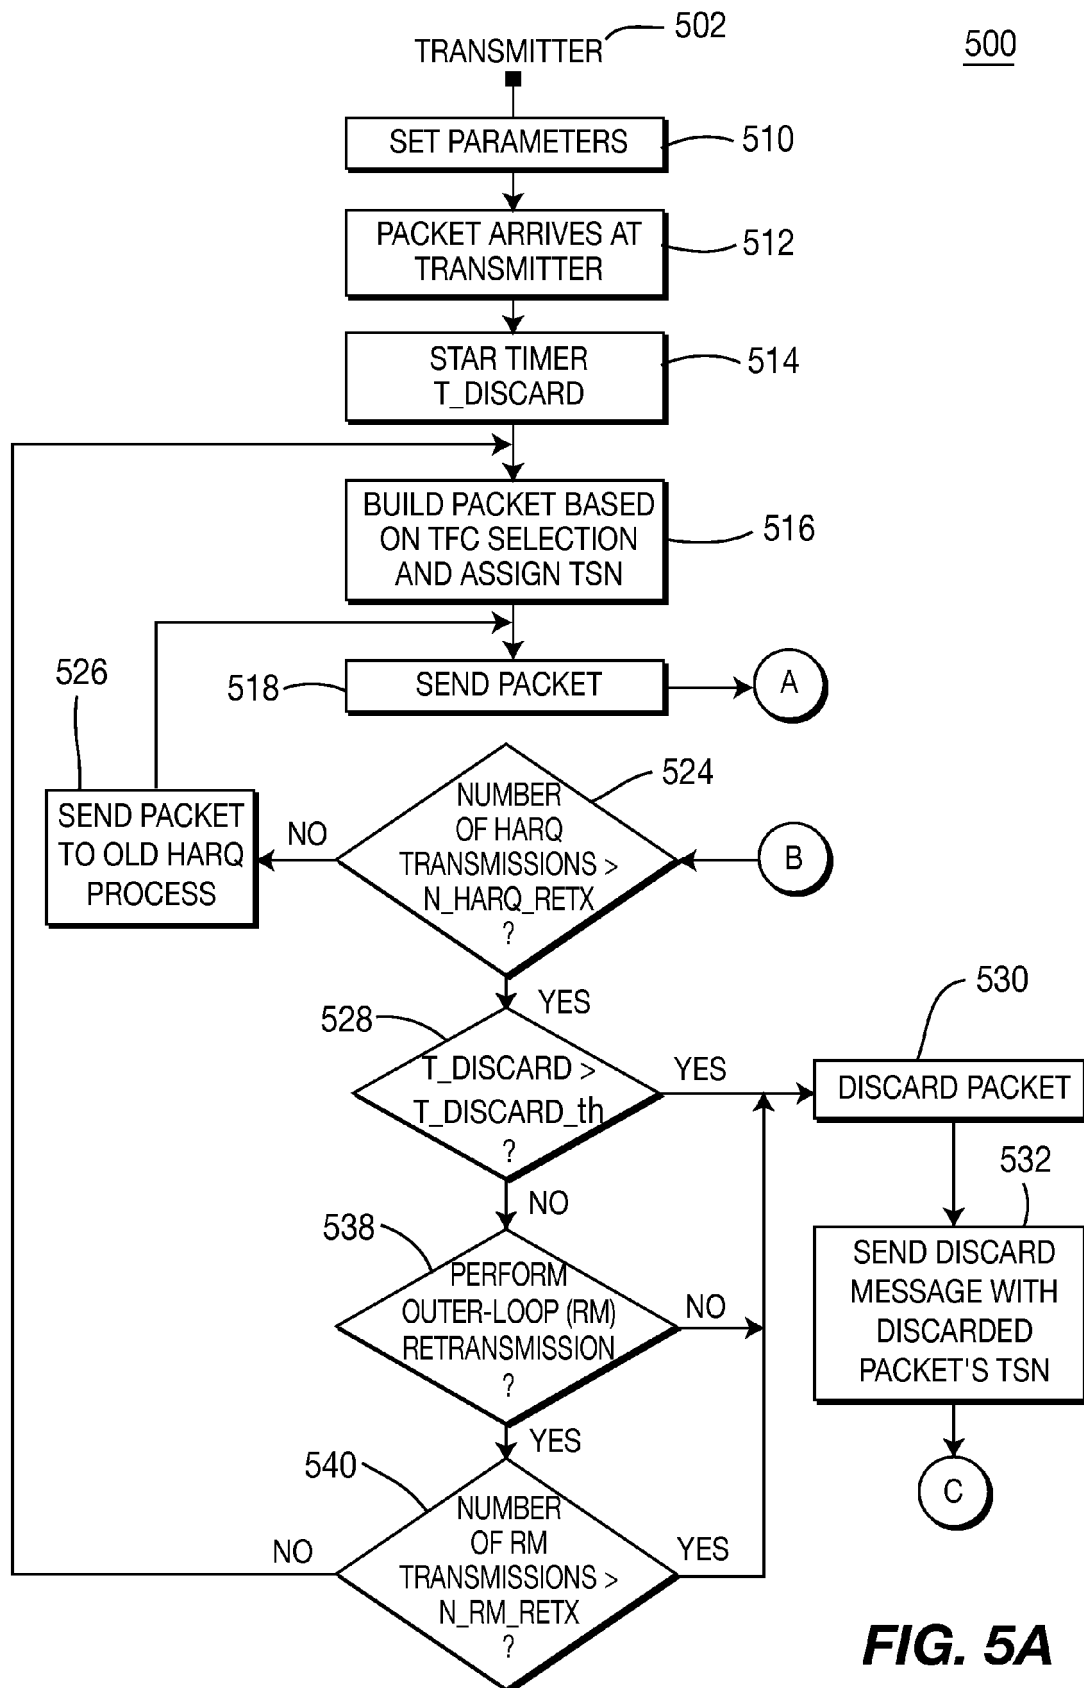 502
TRANSMITTER
500
SET PARAMETERS
510
PACKET ARRIVES AT
TRANSMITTER
512
STAR TIMER
T_DISCARD
514
BUILD PACKET BASED
ON TFC SELECTION
AND ASSIGN TSN
516
526
518
SEND PACKET
A
524
SEND PACKET
TO OLD HARQ
PROCESS
NO
NUMBER
OF HARQ
TRANSMISSIONS >
N_HARQ_RETX
?
B
YES
528
T_DISCARD >
T_DISCARD_th
?
YES
530
DISCARD PACKET
NO
532
538
PERFORM
OUTER-LOOP (RM)
RETRANSMISSION
?
NO
SEND DISCARD
MESSAGE WITH
DISCARDED
PACKET'S TSN
YES
540
C
NO
NUMBER
OF RM
TRANSMISSIONS >
N_RM_RETX
?
YES
FIG. 5A